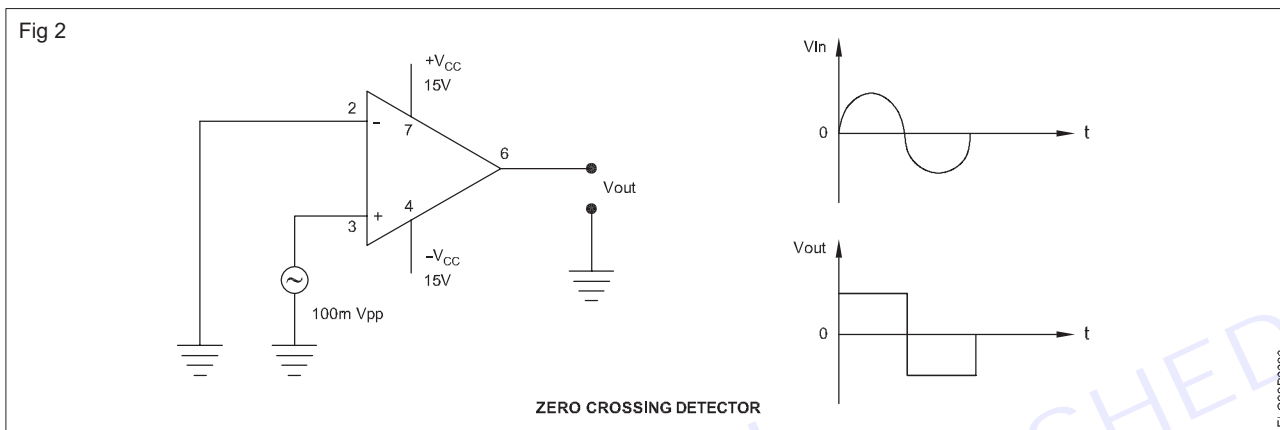 Fig 2
+VCC
15V
2
-
7
6
Vout
3
+
4
–VCC
15V
~
100m Vpp
VIn
0
t
Vout
0
t
ZERO CROSSING DETECTOR
SHED